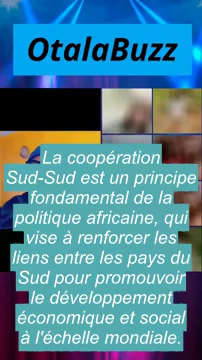 OtalaBuzz
La coopération
Sud-Sud est un principe
fondamental de la
politique africaine, qui
vise à renforcer les
liens entre les pays du
Sud pour promouvoir
le développement
économique et social
à l'échelle mondiale.